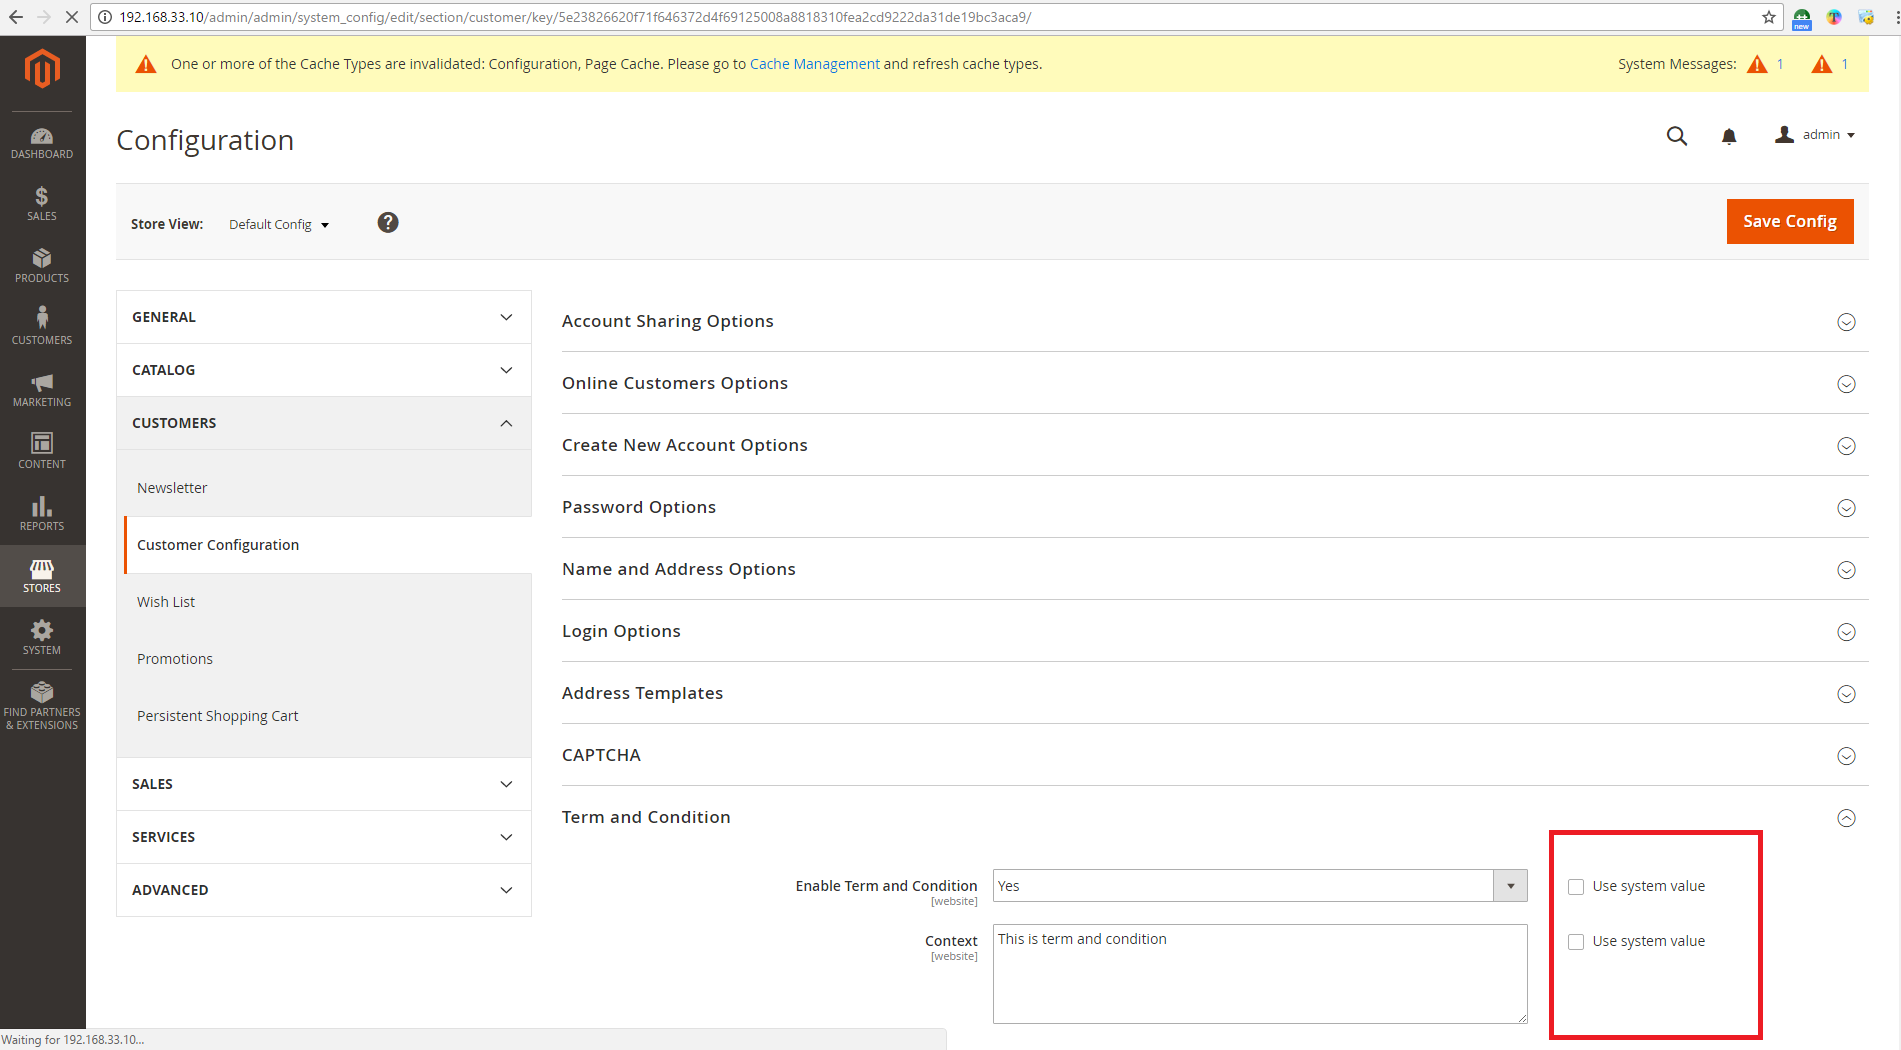 192.168.33.10/admin/admin/system_config/edit/section/customer/key/5e23826620f71f646372d4f69125008a8818310fea2cd9222da31de19bc3aca9/
new
One or more of the Cache Types are invalidated: Configuration, Page Cache. Please go to Cache Management and refresh cache types.
System Messages: 1 1
Configuration
admin
Store View: Default Config ?
Save Config
DASHBOARD
$
SALES
PRODUCTS
CUSTOMERS
MARKETING
CONTENT
REPORTS
STORES
SYSTEM
FIND PARTNERS
& EXTENSIONS
GENERAL
CATALOG
CUSTOMERS
Newsletter
Customer Configuration
Wish List
Promotions
Persistent Shopping Cart
SALES
SERVICES
ADVANCED
Account Sharing Options
Online Customers Options
Create New Account Options
Password Options
Name and Address Options
Login Options
Address Templates
CAPTCHA
Term and Condition
Enable Term and Condition Yes Use system value
[website]
Context This is term and condition Use system value
[website]
Waiting for 192.168.33.10...